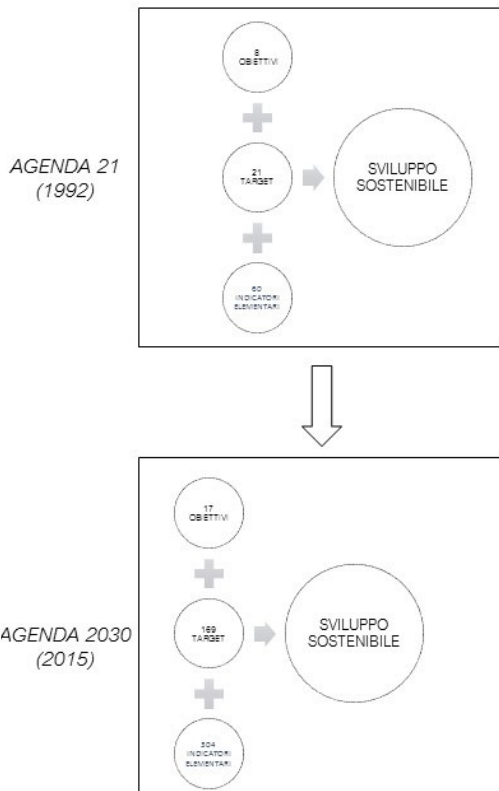 AGENDA 21
(1992)
8
OBIETTIVI
21
TARGET
60
INDICATORI
ELEMENTARI
SVILUPPO
SOSTENIBILE
AGENDA 2030
(2015)
17
OBIETTIVI
169
TARGET
304
INDICATORI
ELEMENTARI
SVILUPPO
SOSTENIBILE